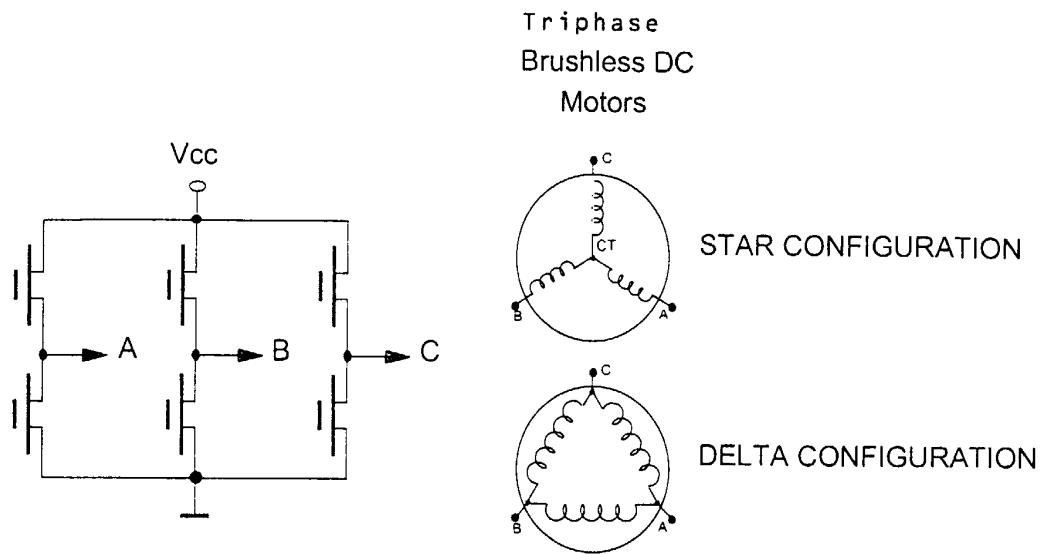 Triphase
Brushless DC
Motors
Vcc
A
B
C
C
CT
B
A
STAR CONFIGURATION
C
B
A
DELTA CONFIGURATION